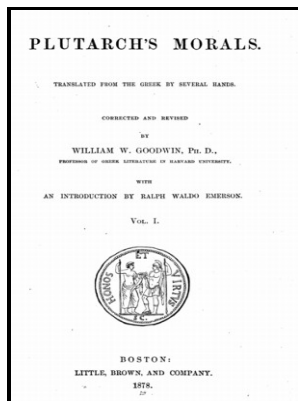 PLUTARCH'S MORALS.
TRANSLATED FROM THE GREEK BY SEVERAL HANDS.
CORRECTED AND REVISED
BY
WILLIAM W. GOODWIN, PH. D.,
PROFESSOR OF GREEK LITERATURE IN HARVARD UNIVERSITY.
WITH
AN INTRODUCTION BY RALPH WALDO EMERSON.
VOL. I.
HONOS ET VIRTVS
BOSTON:
LITTLE, BROWN, AND COMPANY.
1878.